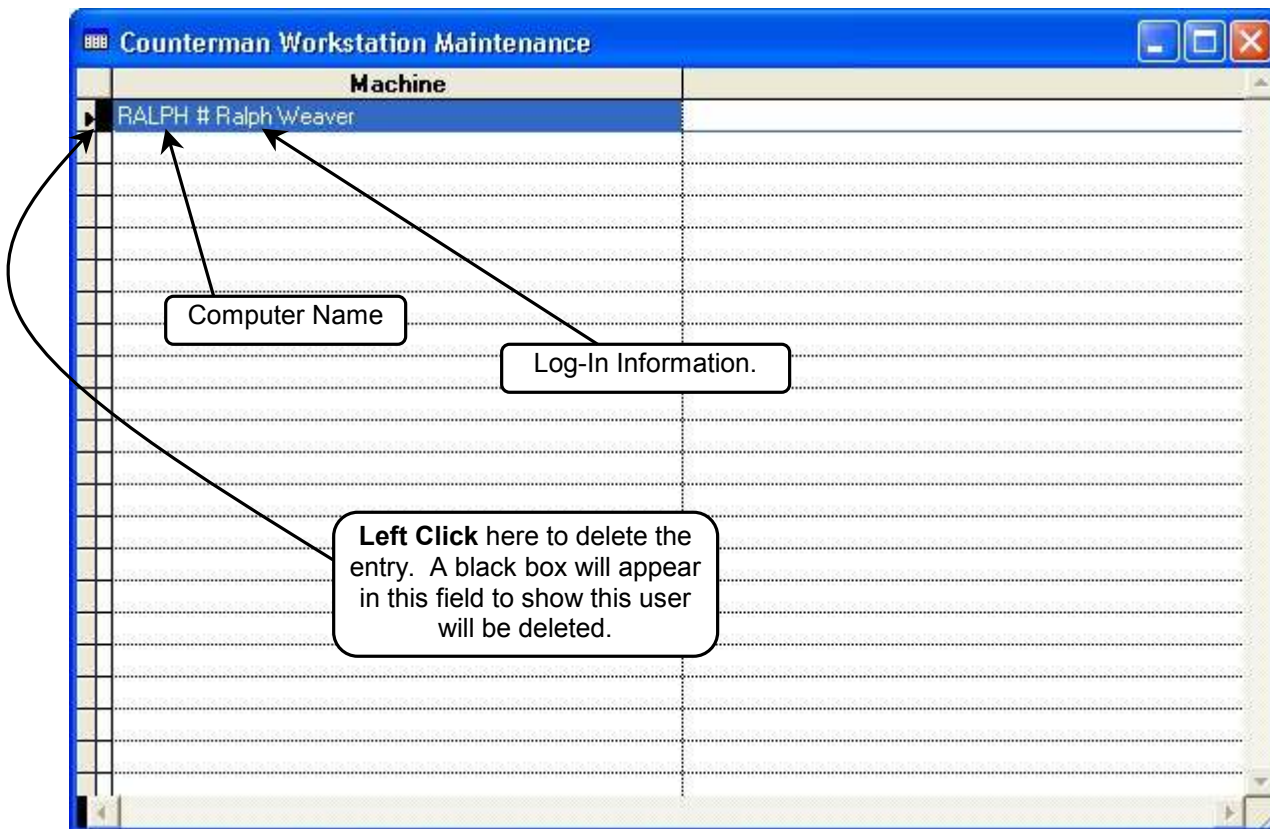 Counterman Workstation Maintenance
Machine
RALPH # Ralph Weaver
Computer Name
Log-In Information.
Left Click here to delete the
entry. A black box will appear
in this field to show this user
will be deleted.